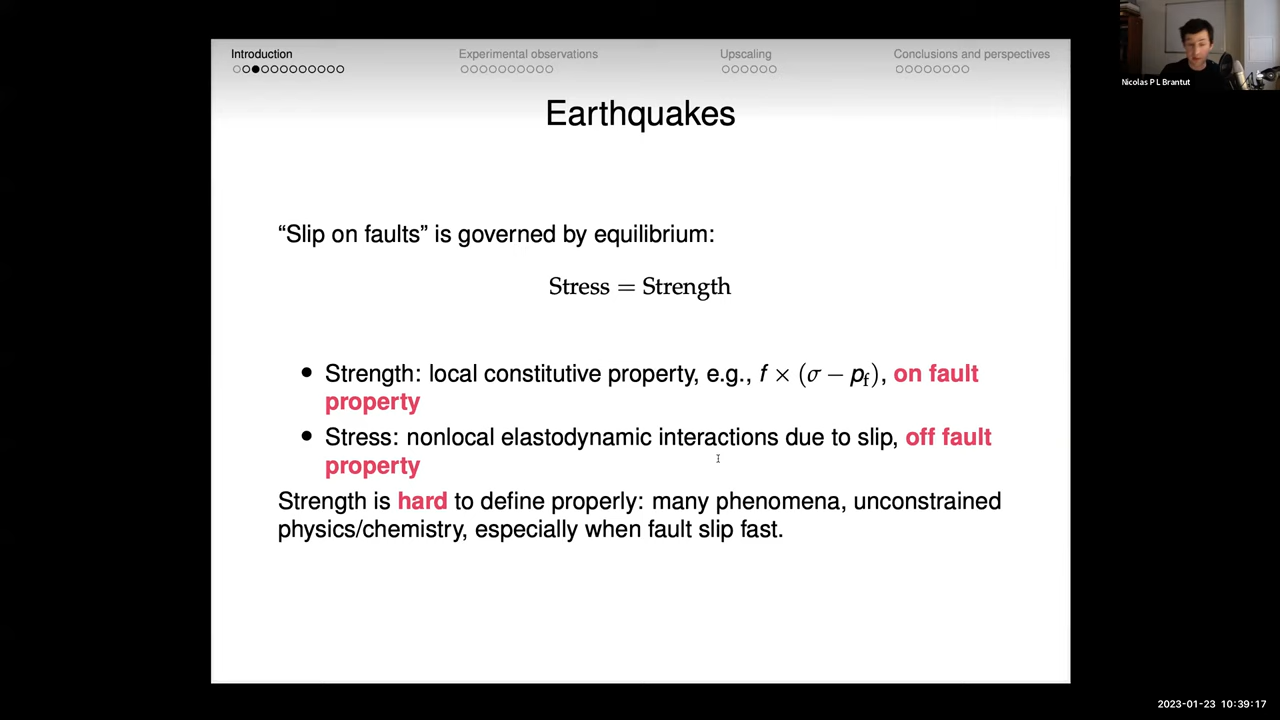 Introduction
Experimental observations
Upscaling
Conclusions and perspectives
Nicolas P L Brantut
Earthquakes
“Slip on faults” is governed by equilibrium:
Stress = Strength
• Strength: local constitutive property, e.g., f × (σ − p_f), on fault
property
• Stress: nonlocal elastodynamic interactions due to slip, off fault
property
Strength is hard to define properly: many phenomena, unconstrained
physics/chemistry, especially when fault slip fast.
2023-01-23 10:39:17